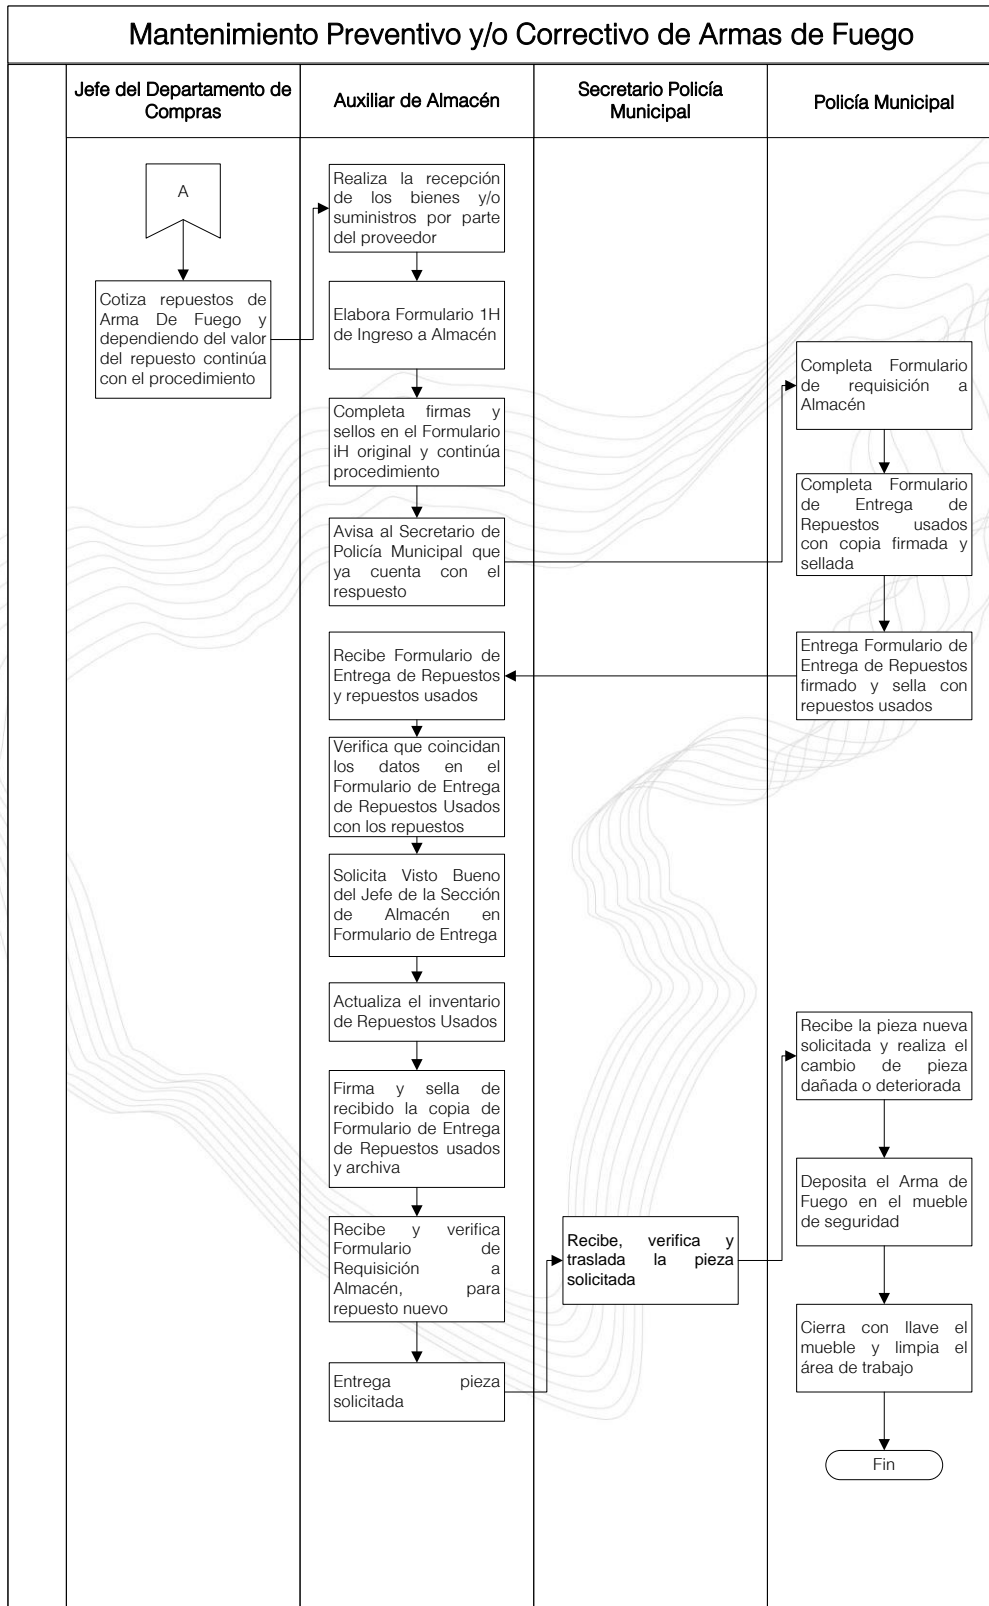 Mantenimiento Preventivo y/o Correctivo de Armas de Fuego
Jefe del Departamento de
Compras
Auxiliar de Almacén
Secretario Policía
Municipal
Policía Municipal
A
Cotiza repuestos de
Arma De Fuego y
dependiendo del valor
del repuesto continúa
con el procedimiento
Realiza la recepción
de los bienes y/o
suministros por parte
del proveedor
Elabora Formulario 1H
de Ingreso a Almacén
Completa firmas y
sellos en el Formulario
iH original y continúa
procedimiento
Avisa al Secretario de
Policía Municipal que
ya cuenta con el
respuesto
Completa Formulario
de requisición a
Almacén
Completa Formulario
de Entrega de
Repuestos usados
con copia firmada y
sellada
Entrega Formulario de
Entrega de Repuestos
firmado y sella con
repuestos usados
Recibe Formulario de
Entrega de Repuestos
y repuestos usados
Verifica que coincidan
los datos en el
Formulario de Entrega
de Repuestos Usados
con los repuestos
Solicita Visto Bueno
del Jefe de la Sección
de Almacén en
Formulario de Entrega
Actualiza el inventario
de Repuestos Usados
Firma y sella de
recibido la copia de
Formulario de Entrega
de Repuestos usados
y archiva
Recibe y verifica
Formulario de
Requisición a
Almacén, para
repuesto nuevo
Entrega pieza
solicitada
Recibe, verifica y
traslada la pieza
solicitada
Recibe la pieza nueva
solicitada y realiza el
cambio de pieza
dañada o deteriorada
Deposita el Arma de
Fuego en el mueble
de seguridad
Cierra con llave el
mueble y limpia el
área de trabajo
Fin